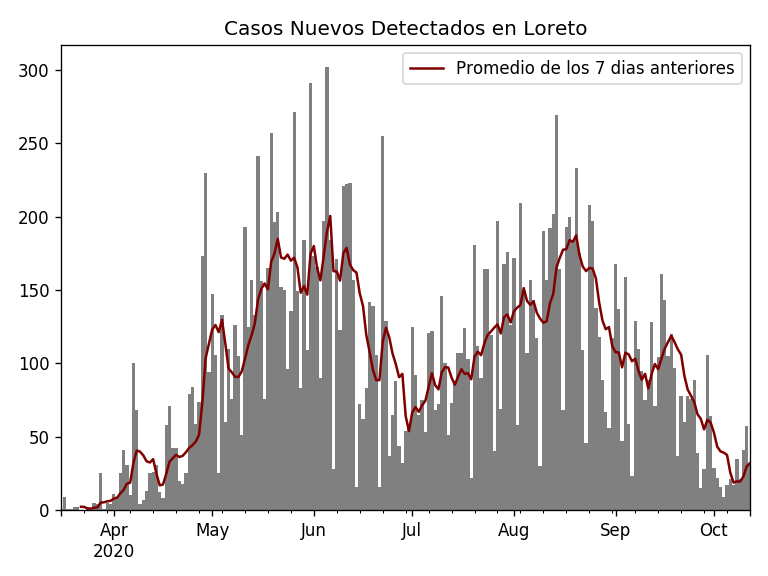 Casos Nuevos Detectados en Loreto
Promedio de los 7 dias anteriores
300
250
200
150
100
50
0
Apr May Jun Jul Aug Sep Oct
2020